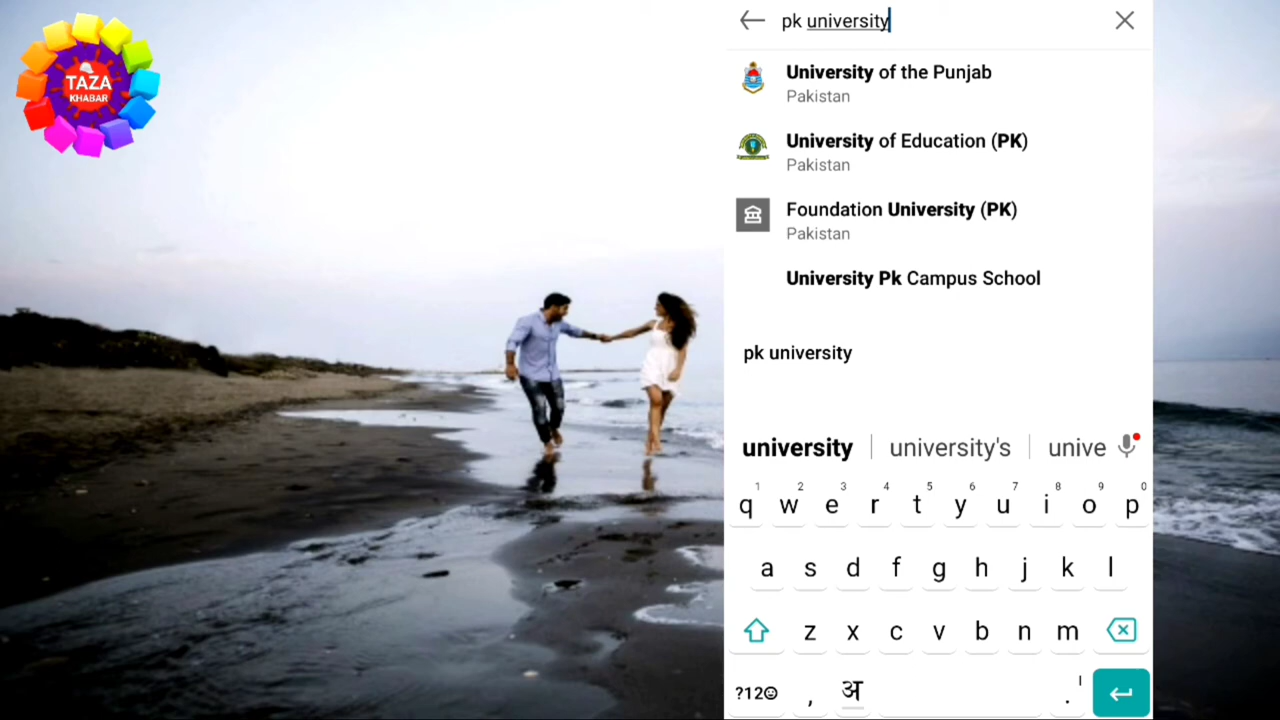 TAZA
KHABAR
pk university
University of the Punjab
Pakistan
University of Education (PK)
Pakistan
Foundation University (PK)
Pakistan
University Pk Campus School
pk university
university university's unive
1 2 3 4 5 6 7 8 9 0
q w e r t y u i o p
a s d f g h j k l
z x c v b n m
?12☺ , अ .